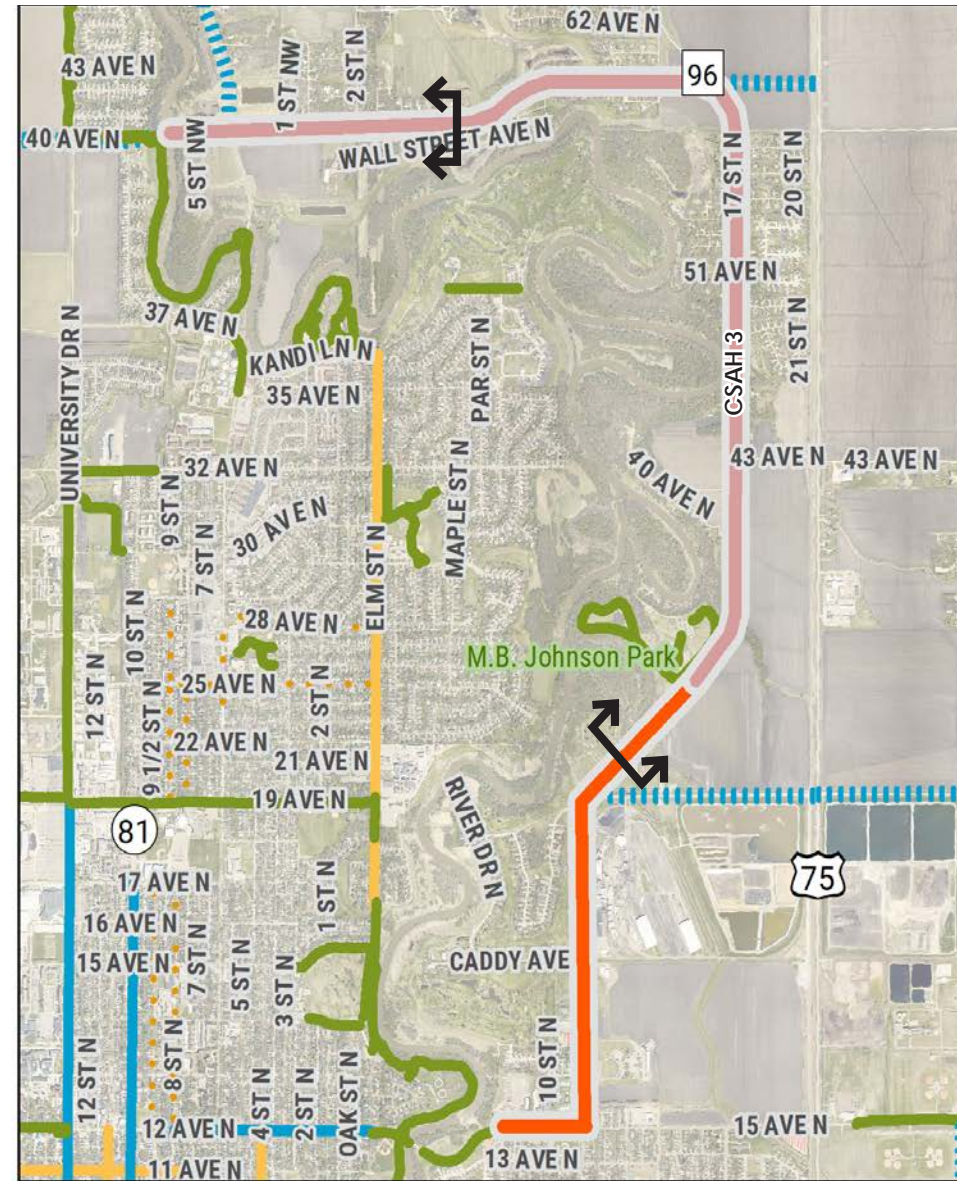 62 AVE N
43 AVE N
1 ST NW
2 ST N
96
40 AVE N
5 ST NW
WALL STREET AVE N
17 ST N
20 ST N
51 AVE N
37 AVE N
UNIVERSITY DR N
KANDI LN N
35 AVE N
PAR ST N
CSAH 3
21 ST N
32 AVE N
9 ST N
30 AVE N
7 ST N
ELM ST N
MAPLE ST N
40 AVE N
43 AVE N
43 AVE N
10 ST N
28 AVE N
M.B. Johnson Park
12 ST N
25 AVE N
2 ST N
9 1/2 ST N
22 AVE N
21 AVE N
19 AVE N
RIVER DR N
81
75
17 AVE N
1 ST N
16 AVE N
15 AVE N
7 ST N
5 ST N
3 ST N
CADDY AVE
12 ST N
8 ST N
4 ST N
2 ST N
OAK ST N
10 ST N
12 AVE N
15 AVE N
11 AVE N
13 AVE N